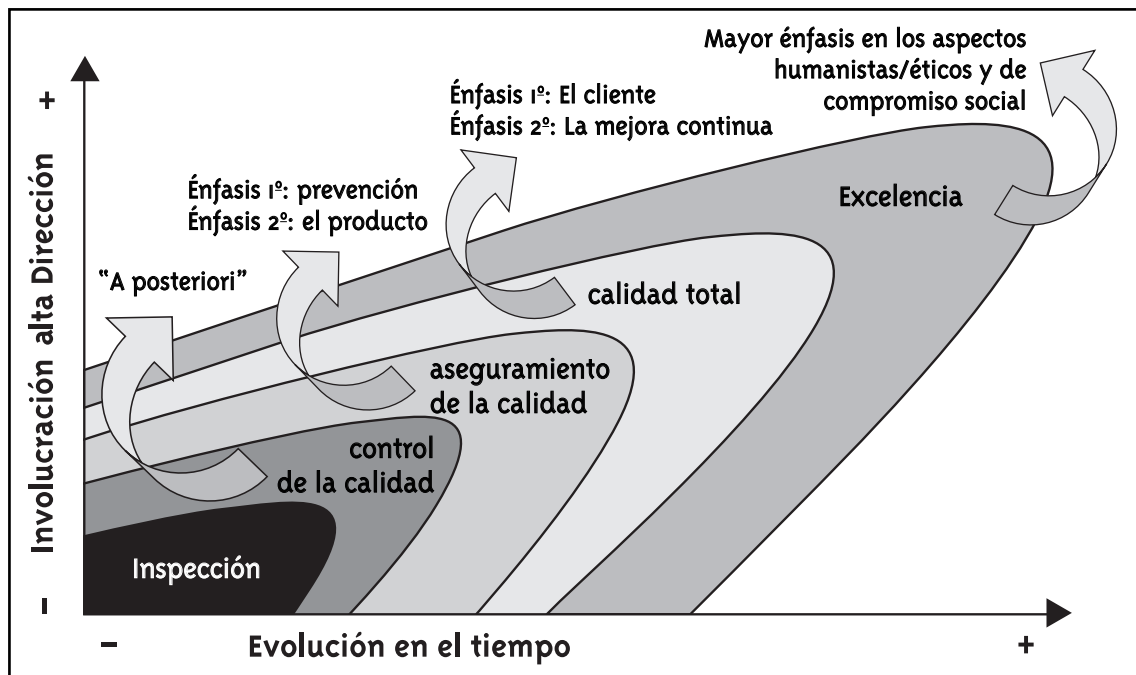 Mayor énfasis en los aspectos
humanistas/éticos y de
compromiso social
Énfasis 1º: El cliente
Énfasis 2º: La mejora continua
Énfasis 1º: prevención
Énfasis 2º: el producto
"A posteriori"
Excelencia
calidad total
aseguramiento
de la calidad
control
de la calidad
Inspección
+
Involucración alta Dirección
–
–
Evolución en el tiempo
+